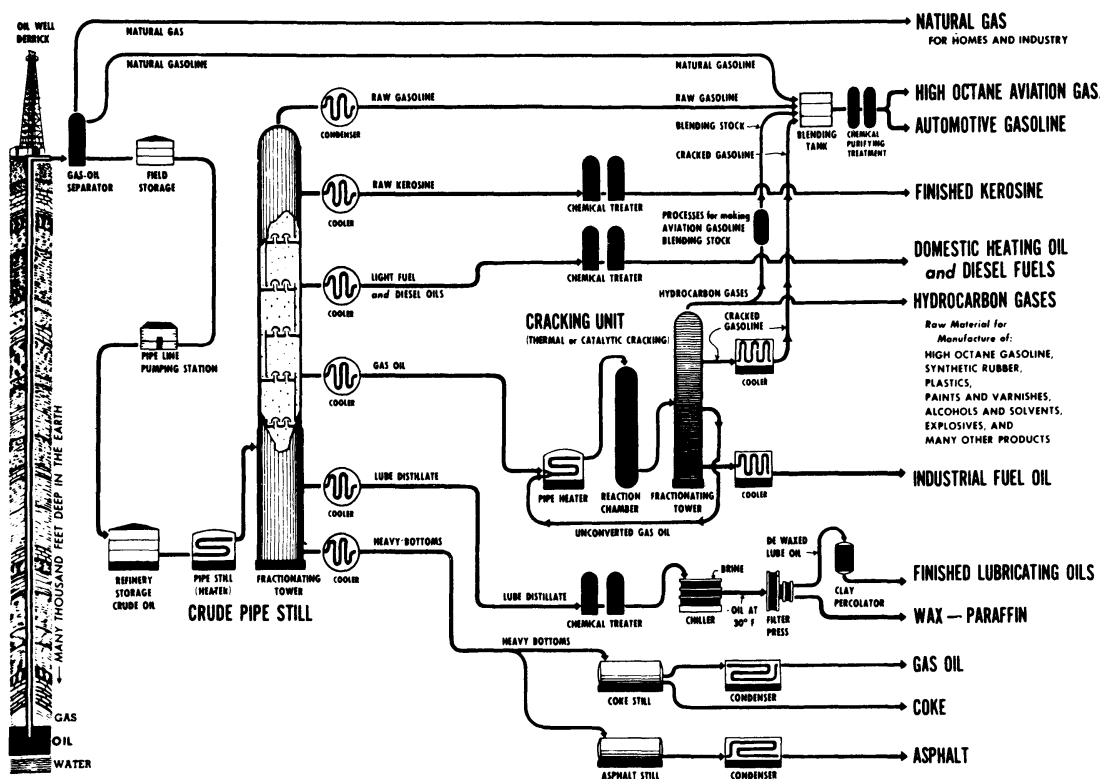 OIL WELL
DERRICK
NATURAL GAS
NATURAL GASOLINE
NATURAL GASOLINE
NATURAL GAS
FOR HOMES AND INDUSTRY
RAW GASOLINE
RAW GASOLINE
CONDENSER
BLENDING STOCK
CRACKED GASOLINE
BLENDING
TANK
CHEMICAL
PURIFYING
TREATMENT
HIGH OCTANE AVIATION GAS.
AUTOMOTIVE GASOLINE
GAS-OIL
SEPARATOR
FIELD
STORAGE
RAW KEROSINE
COOLER
CHEMICAL TREATER
FINISHED KEROSINE
PROCESSES for making
AVIATION GASOLINE
BLENDING STOCK
LIGHT FUEL
and DIESEL OILS
COOLER
CHEMICAL TREATER
DOMESTIC HEATING OIL
and DIESEL FUELS
HYDROCARBON GASES
HYDROCARBON GASES
Raw Material for
Manufacture of:
HIGH OCTANE GASOLINE,
SYNTHETIC RUBBER,
PLASTICS,
PAINTS AND VARNISHES,
ALCOHOLS AND SOLVENTS,
EXPLOSIVES, AND
MANY OTHER PRODUCTS
CRACKING UNIT
(THERMAL or CATALYTIC CRACKING)
CRACKED
GASOLINE
COOLER
PIPE LINE
PUMPING STATION
GAS OIL
COOLER
PIPE HEATER
REACTION
CHAMBER
FRACTIONATING
TOWER
COOLER
UNCONVERTED GAS OIL
INDUSTRIAL FUEL OIL
LUBE DISTILLATE
COOLER
HEAVY-BOTTOMS
COOLER
MANY THOUSAND FEET DEEP IN THE EARTH
REFINERY
STORAGE
CRUDE OIL
PIPE STILL
(HEATER)
FRACTIONATING
TOWER
CRUDE PIPE STILL
LUBE DISTILLATE
CHEMICAL TREATER
BRINE
CHILLER
OIL AT
30° F
FILTER
PRESS
DE WAXED
LUBE OIL
CLAY
PERCOLATOR
FINISHED LUBRICATING OILS
WAX — PARAFFIN
HEAVY BOTTOMS
COKE STILL
CONDENSER
GAS OIL
COKE
ASPHALT STILL
CONDENSER
ASPHALT
GAS
OIL
WATER